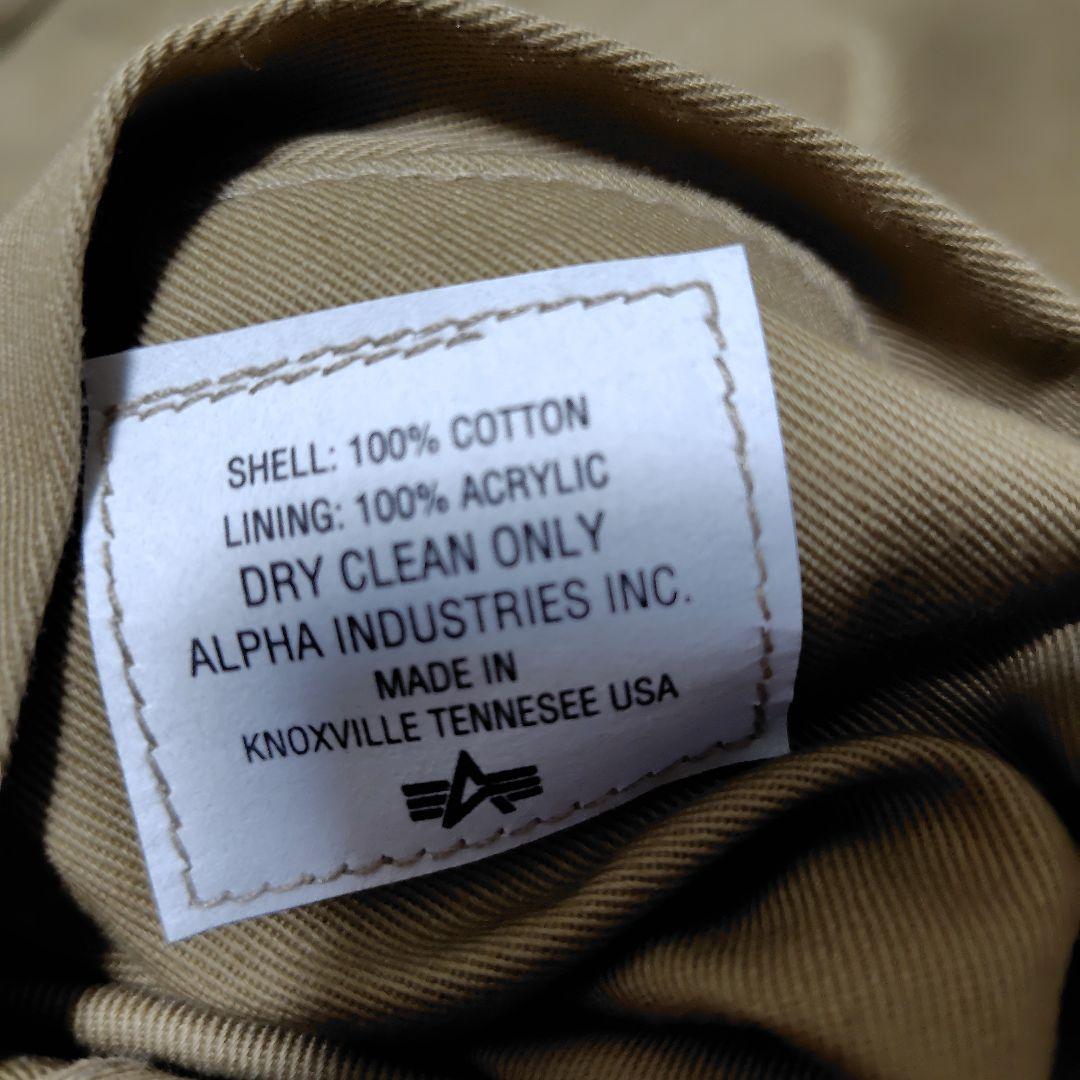 SHELL: 100% COTTON
LINING: 100% ACRYLIC
DRY CLEAN ONLY
ALPHA INDUSTRIES INC.
MADE IN
KNOXVILLE TENNESEE USA